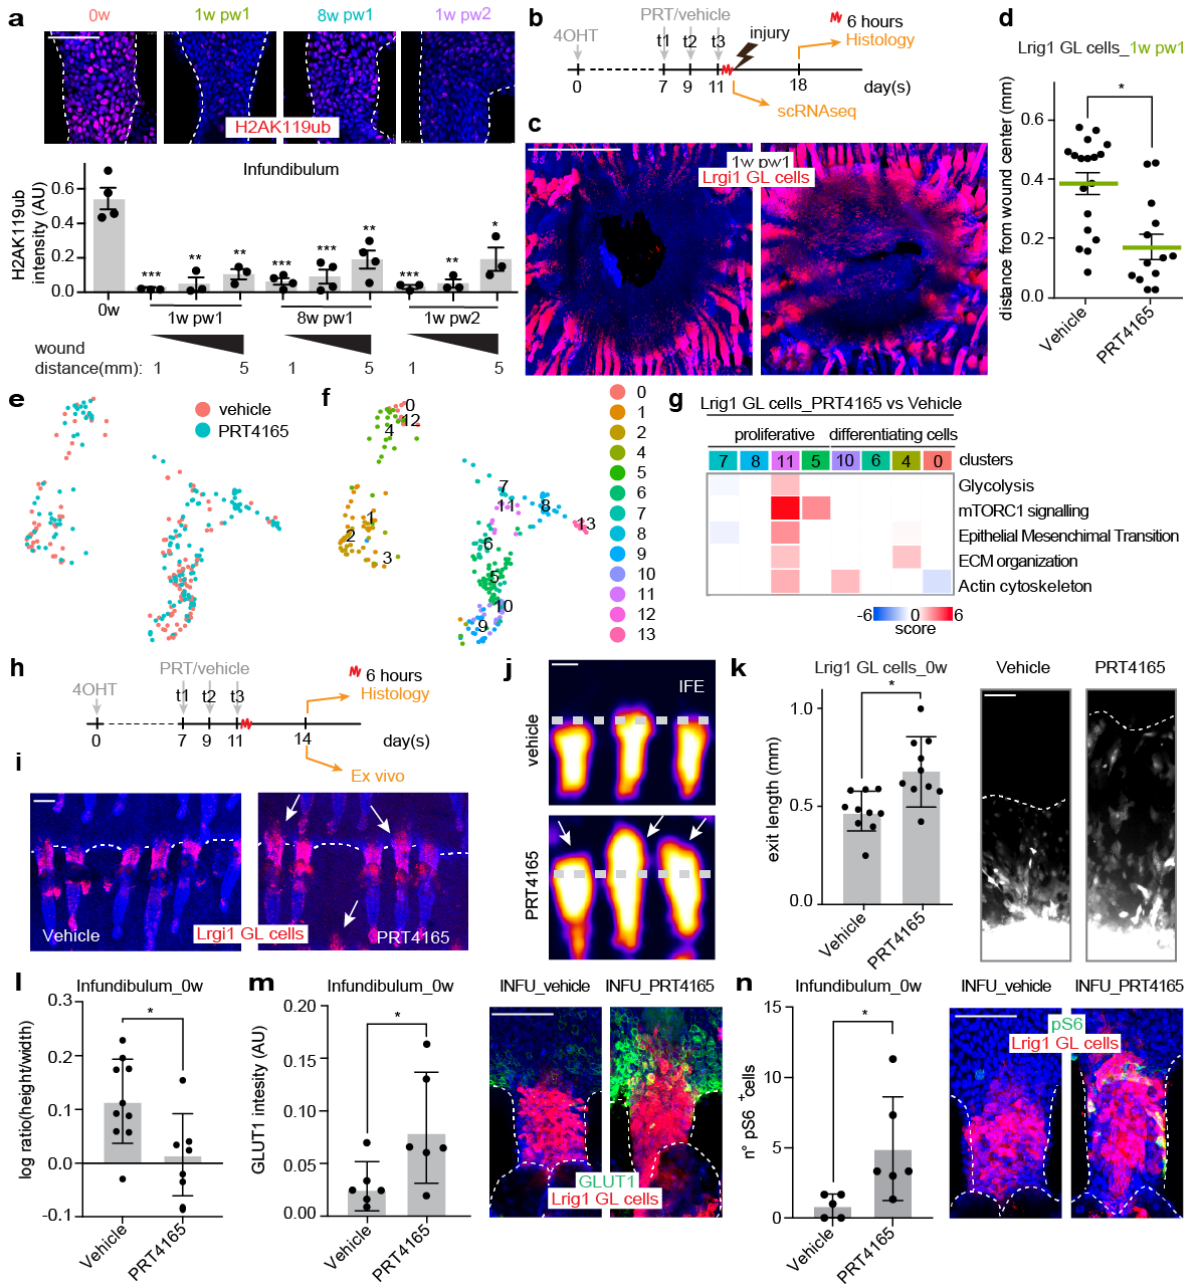 a
0w
1w pw1
8w pw1
1w pw2
H2AK119ub
Infundibulum
H2AK119ub
intensity (AU)
0.6
0.4
0.2
0.0
***
**
**
***
***
**
***
**
*
0w
1w pw1
8w pw1
1w pw2
wound
distance(mm):
1
5
1
5
1
5
b
PRT/vehicle
4OHT
t1
t2
t3
6 hours
injury
Histology
0
7
9
11
18
day(s)
scRNAseq
c
1w pw1
Lrgi1 GL cells
d
Lrig1 GL cells_1w pw1
*
distance from wound center (mm)
0.6
0.4
0.2
0.0
Vehicle
PRT4165
e
vehicle
PRT4165
f
0
12
4
1
2
3
7
11
8
13
6
5
10
9
0
1
2
4
5
6
7
8
9
10
11
12
13
g
Lrig1 GL cells_PRT4165 vs Vehicle
proliferative
differentiating cells
7
8
11
5
10
6
4
0
clusters
Glycolysis
mTORC1 signalling
Epithelial Mesenchimal Transition
ECM organization
Actin cytoskeleton
-6
0
6
score
h
PRT/vehicle
4OHT
t1
t2
t3
6 hours
Histology
0
7
9
11
14
day(s)
Ex vivo
i
Vehicle
Lrgi1 GL cells
PRT4165
j
IFE
vehicle
PRT4165
k
Lrig1 GL cells_0w
*
exit length (mm)
1.0
0.5
0.0
Vehicle
PRT4165
Vehicle
PRT4165
l
Infundibulum_0w
*
log ratio(height/width)
0.3
0.2
0.1
0.0
-0.1
Vehicle
PRT4165
m
Infundibulum_0w
*
GLUT1 intesity (AU)
0.20
0.15
0.10
0.05
0.00
Vehicle
PRT4165
INFU_vehicle
INFU_PRT4165
GLUT1
Lrig1 GL cells
n
Infundibulum_0w
*
n° pS6 +cells
15
10
5
0
Vehicle
PRT4165
INFU_vehicle
INFU_PRT4165
pS6
Lrig1 GL cells